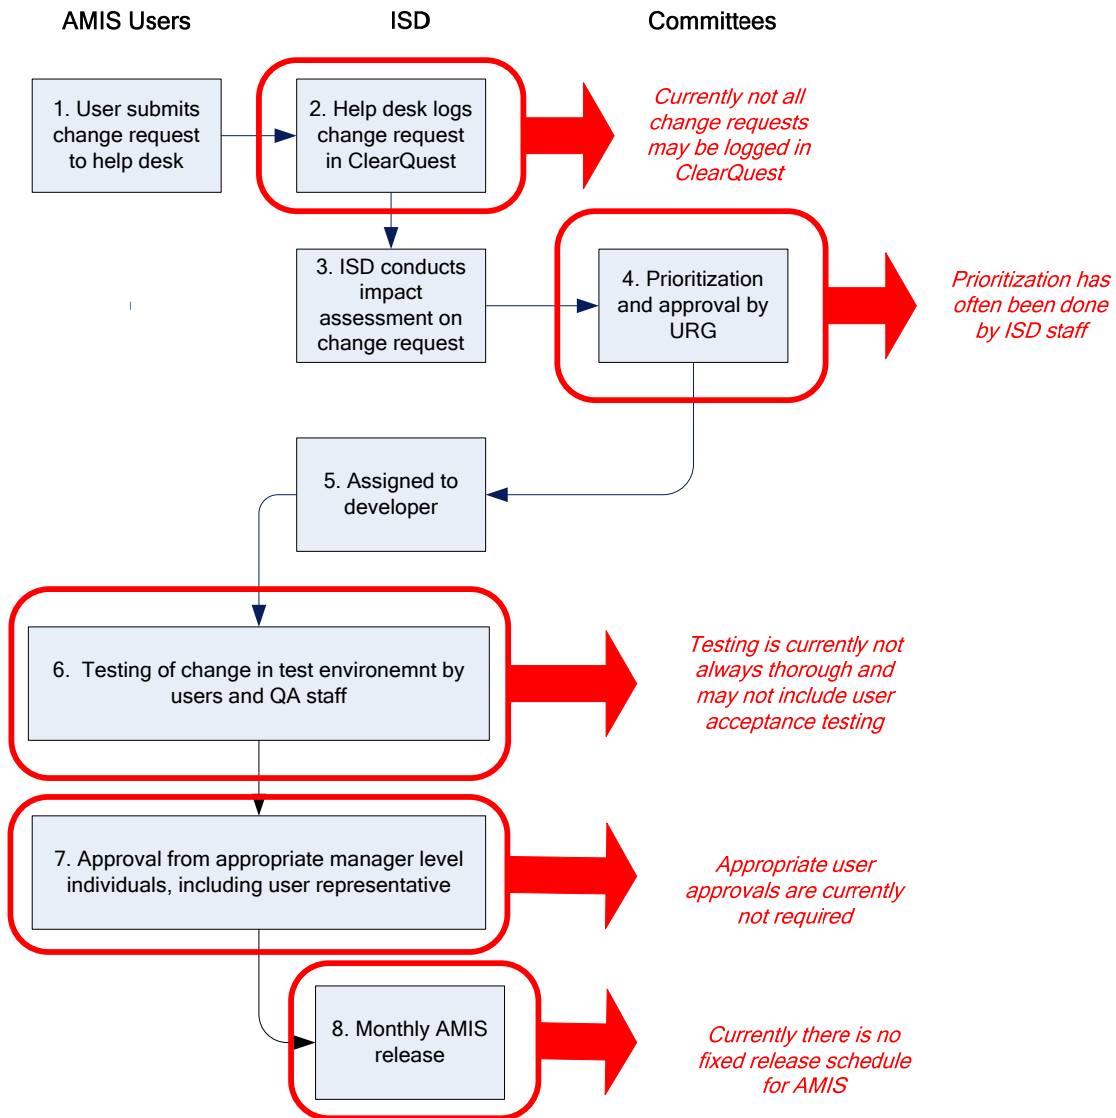 AMIS Users
ISD
Committees
1. User submits
change request
to help desk
2. Help desk logs
change request
in ClearQuest
Currently not all
change requests
may be logged in
ClearQuest
3. ISD conducts
impact
assessment on
change request
4. Prioritization
and approval by
URG
Prioritization has
often been done
by ISD staff
5. Assigned to
developer
6.  Testing of change in test environemnt by
users and QA staff
Testing is currently not
always thorough and
may not include user
acceptance testing
7. Approval from appropriate manager level
individuals, including user representative
Appropriate user
approvals are currently
not required
8. Monthly AMIS
release
Currently there is no
fixed release schedule
for AMIS